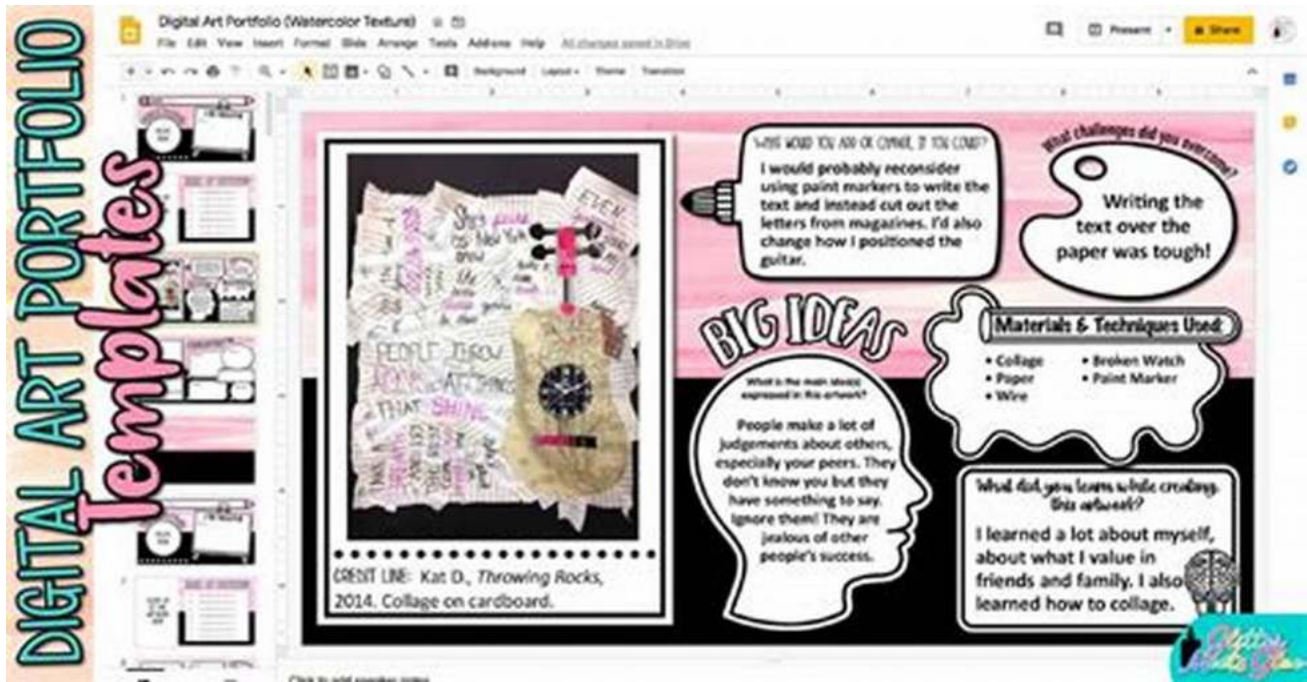 DIGITAL ART PORTFOLIO
Templates
Digital Art Portfolio (Watercolor Texture)
File Edit View Insert Format Slide Arrange Tools Add-ons Help All changes saved in Drive
Present
Share
Background Layout Theme Transition
WHAT WOULD YOU ADD OR CHANGE, IF YOU COULD?
I would probably reconsider
using paint markers to write the
text and instead cut out the
letters from magazines. I'd also
change how I positioned the
guitar.
What challenges did you overcome?
Writing the
text over the
paper was tough!
EVEN
PEOPLE THROW
ROCKS AT THINGS
THAT SHINE
BIG IDEAS
What is the main idea(s)
expressed in this artwork?
People make a lot of
judgements about others,
especially your peers. They
don't know you but they
have something to say.
Ignore them! They are
jealous of other
people's success.
Materials & Techniques Used:
• Collage
• Paper
• Wire
• Broken Watch
• Paint Marker
What did you learn while creating
this artwork?
I learned a lot about myself,
about what I value in
friends and family. I also
learned how to collage.
CREDIT LINE: Kat D., Throwing Rocks,
2014. Collage on cardboard.
Click to add speaker notes